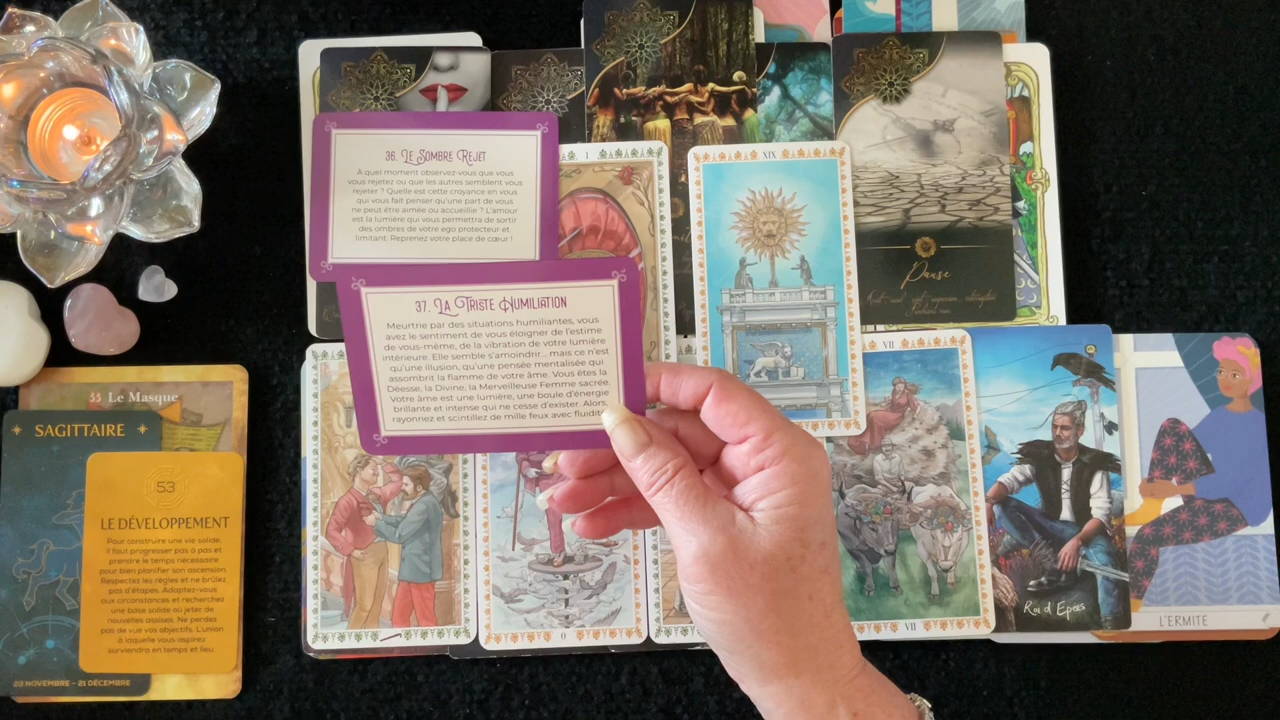 36. LE SOMBRE REJET
À quel moment observez-vous que vous
vous rejetez ou que les autres semblent vous
rejeter ? Quelle est cette croyance en vous
qui vous fait penser qu'une part de vous
ne peut être aimée ou accueillie ? L'amour
est la lumière qui vous permettra de sortir
des ombres de votre ego protecteur et
limitant. Reprenez votre place de cœur !
37. LA TRISTE HUMILIATION
Meurtrie par des situations humiliantes, vous
avez le sentiment de vous éloigner de l'estime
de vous-même, de la vibration de votre lumière
intérieure. Elle semble s'amoindrir... mais ce n'est
qu'une illusion, qu'une pensée mentalisée qui
assombrit la flamme de votre âme. Vous êtes la
Déesse, la Divine, la Merveilleuse Femme sacrée.
Votre âme est une lumière, une boule d'énergie
brillante et intense qui ne cesse d'exister. Alors,
rayonnez et scintillez de mille feux avec fluidit
I
XIX
Pause
33 Le Masque
SAGITTAIRE
53
LE DÉVELOPPEMENT
Pour construire une vie solide,
il faut progresser pas à pas et
prendre le temps nécessaire
pour bien planifier son ascension.
Respectez les règles et ne brûlez
pas d'étapes. Adaptez-vous
aux circonstances et recherchez
une base solide où jeter de
nouvelles assises. Ne perdez
pas de vue vos objectifs. L'union
à laquelle vous aspirez
surviendra en temps et lieu.
23 NOVEMBRE - 21 DÉCEMBRE
0
VII
VII
Roi d'Epées
L'ERMITE